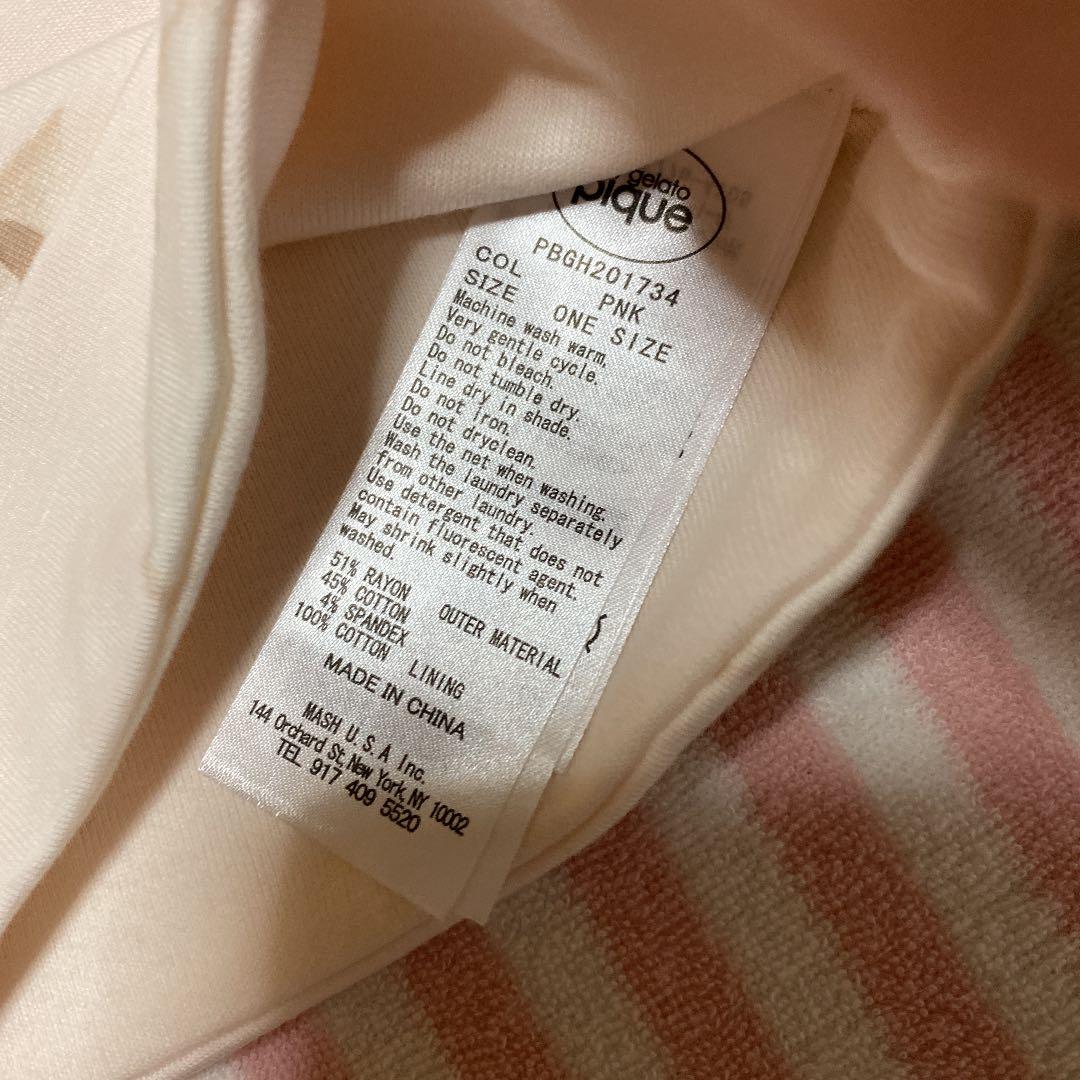 gelato
pique
PBGH201734
COL PNK
SIZE ONE SIZE
Machine wash warm.
Very gentle cycle.
Do not bleach.
Do not tumble dry.
Line dry in shade.
Do not iron.
Do not dryclean.
Use the net when washing.
Wash the laundry separately
from other laundry.
Use detergent that does not
contain fluorescent agent.
May shrink slightly when
washed.
51% RAYON
45% COTTON OUTER MATERIAL
4% SPANDEX
100% COTTON LINING
MADE IN CHINA
MASH U.S.A Inc.
144 Orchard St, New York, NY 10002
TEL 917 409 5520